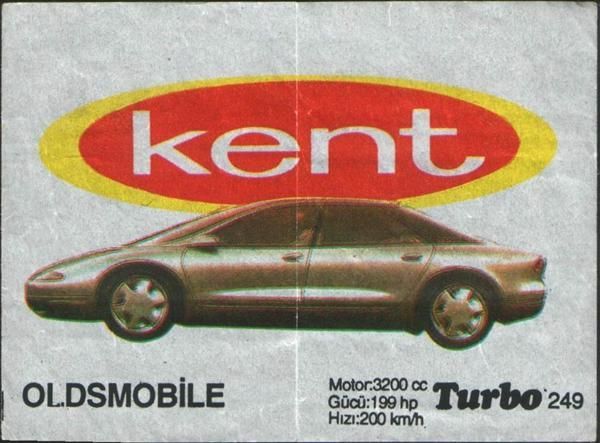 kent
OLDSMOBİLE
Motor:3200 cc
Gücü:199 hp
Hızı:200 km/h
Turbo 249